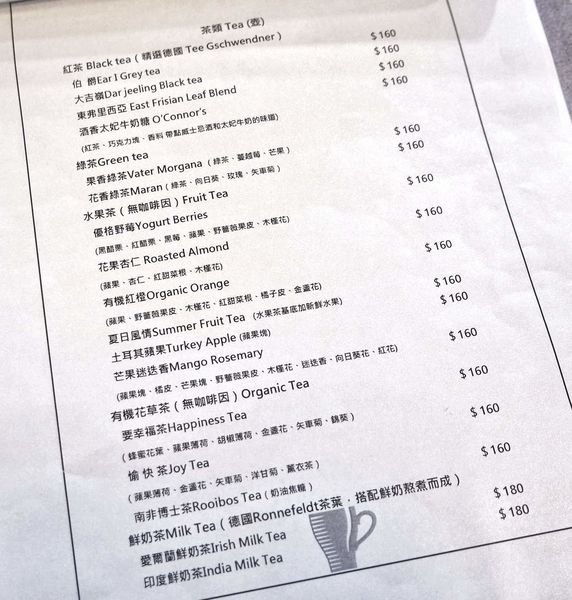 茶類 Tea (壺)
紅茶 Black tea ( 精選德國 Tee Gschwendner )
伯 爵Ear l Grey tea $ 160
大吉嶺Dar jeeling Black tea $ 160
東弗里西亞 East Frisian Leaf Blend $ 160
酒香太妃牛奶糖 O'Connor's $ 160
(紅茶、巧克力塊、香料 帶點威士忌酒和太妃牛奶的味道)
綠茶Green tea
果香綠茶Vater Morgana ( 綠茶、蔓越莓、芒果 ) $ 160
花香綠茶Maran ( 綠茶、向日葵、玫瑰、矢車菊 ) $ 160
水果茶 ( 無咖啡因 ) Fruit Tea
優格野莓Yogurt Berries $ 160
(黑醋栗、紅醋栗、黑莓、蘋果、野薔薇果皮、木槿花)
花果杏仁 Roasted Almond $ 160
(蘋果、杏仁、紅甜菜根、木槿花)
有機紅橙Organic Orange $ 160
(蘋果、野薔薇果皮、木槿花、紅甜菜根、橘子皮、金盞花)
夏日風情Summer Fruit Tea (水果茶基底加新鮮水果) $ 160
土耳其蘋果Turkey Apple (蘋果塊) $ 160
芒果迷迭香Mango Rosemary $ 160
(蘋果塊、橘皮、芒果塊、野薔薇果皮、木槿花、迷迭香、向日葵花、紅花)
有機花草茶 ( 無咖啡因 ) Organic Tea
要幸福茶Happiness Tea $ 160
( 蜂蜜花葉、蘋果薄荷、胡椒薄荷、金盞花、矢車菊、錦葵 )
愉 快 茶Joy Tea $ 160
( 蘋果薄荷、金盞花、矢車菊、洋甘菊、薰衣茶 )
南非博士茶Rooibos Tea ( 奶油焦糖 ) $ 160
鮮奶茶Milk Tea ( 德國Ronnefeldt茶葉，搭配鮮奶熬煮而成 )
愛爾蘭鮮奶茶Irish Milk Tea $ 180
印度鮮奶茶India Milk Tea $ 180